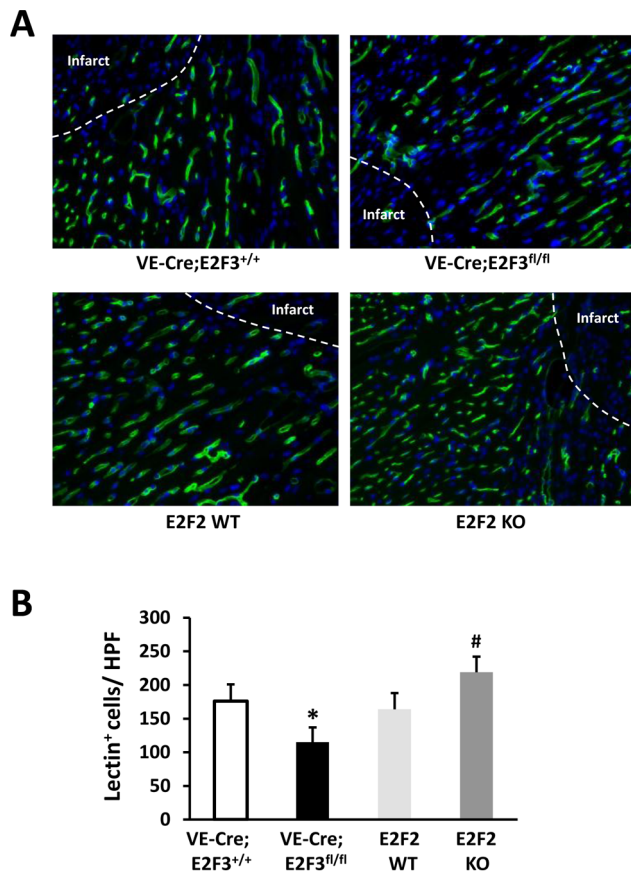 A
Infarct
Infarct
VE-Cre;E2F3+/+
VE-Cre;E2F3fl/fl
Infarct
Infarct
E2F2 WT
E2F2 KO
B
Lectin+ cells/ HPF
300
250
200
150
100
50
0
*
#
VE-Cre;
E2F3+/+
VE-Cre;
E2F3fl/fl
E2F2
WT
E2F2
KO